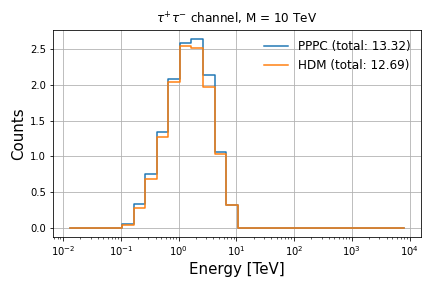 τ⁺τ⁻ channel, M = 10 TeV
PPPC (total: 13.32)
HDM (total: 12.69)
Counts
2.5
2.0
1.5
1.0
0.5
0.0
10⁻² 10⁻¹ 10⁰ 10¹ 10² 10³ 10⁴
Energy [TeV]